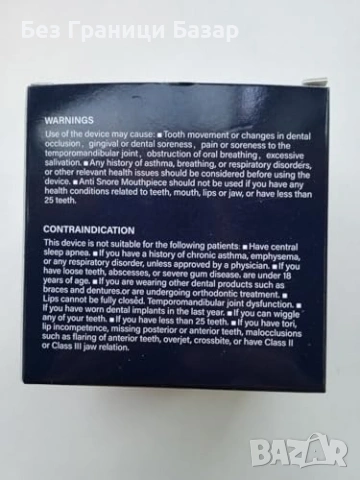 Без Граници Базар
WARNINGS
Use of the device may cause: ■ Tooth movement or changes in dental
occlusion, gingival or dental soreness, pain or soreness to the
temporomandibular joint, obstruction of oral breathing, excessive
salivation. ■ Any history of asthma, breathing, or respiratory disorders,
or other relevant health issues should be considered before using the
device. ■ Anti Snore Mouthpiece should not be used if you have any
health conditions related to teeth, mouth, lips or jaw, or have less than
25 teeth.
CONTRAINDICATION
This device is not suitable for the following patients: ■ Have central
sleep apnea. ■ If you have a history of chronic asthma, emphysema,
or any respiratory disorder, unless approved by a physician. ■ If you
have loose teeth, abscesses, or severe gum disease, are under 18
years of age. ■ If you are wearing other dental products such as
braces and dentures.or are undergoing orthodontic treatment. ■
Lips cannot be fully closed. Temporomandibular joint dysfunction. ■
If you have worn dental implants in the last year. ■ If you can wiggle
any of your teeth. ■ If you have less than 25 teeth. ■ If you have tori,
lip incompetence, missing posterior or anterior teeth, malocclusions
such as flaring of anterior teeth, overjet, crossbite, or have Class II
or Class III jaw relation.
BAZAR